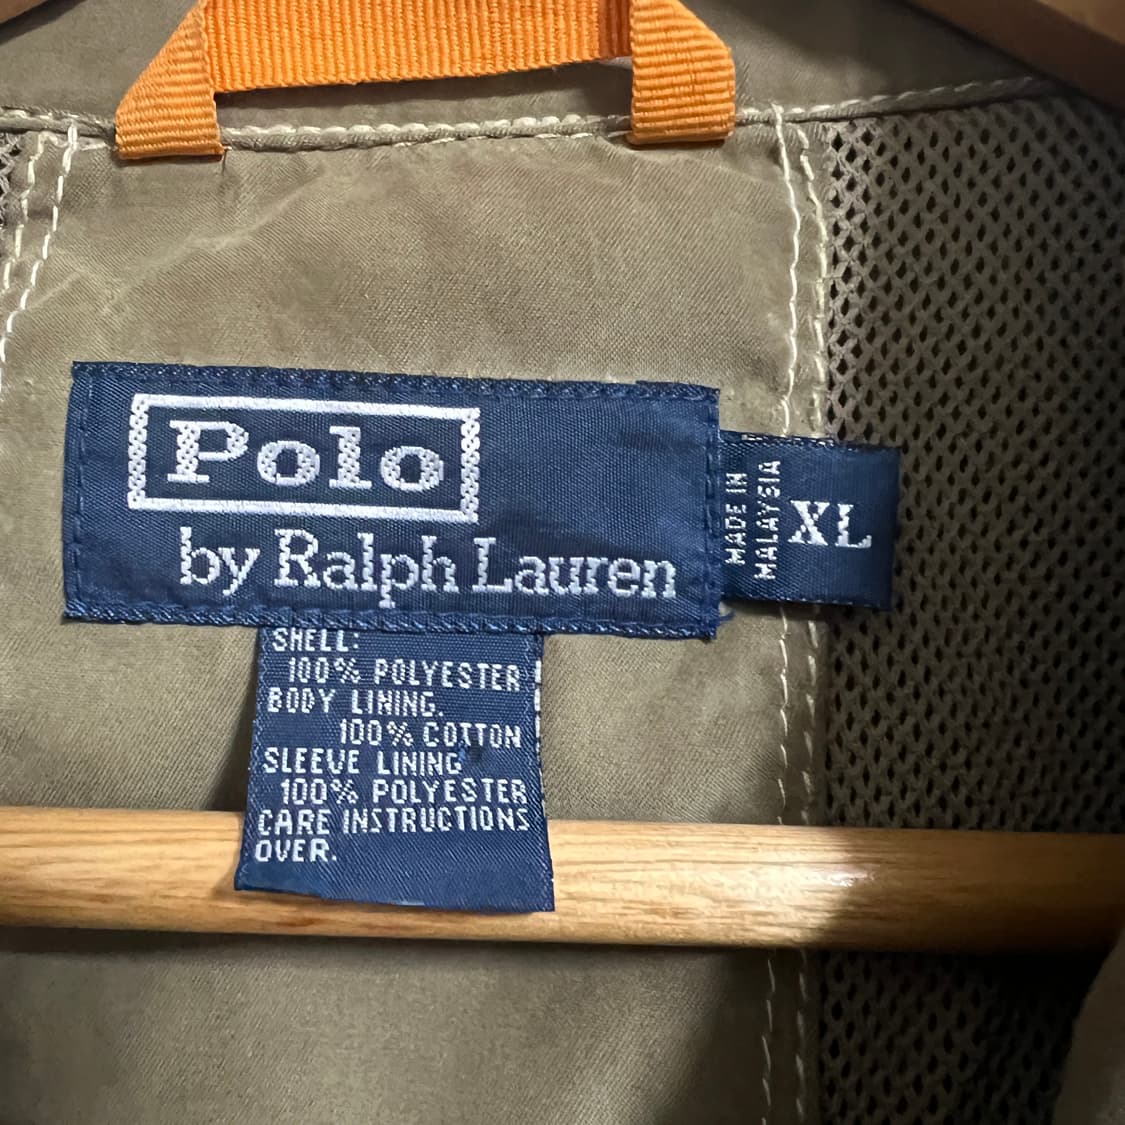 Polo
by Ralph Lauren
MADE IN
MALAYSIA
XL
SHELL:
100% POLYESTER
BODY LINING.
100% COTTON
SLEEVE LINING
100% POLYESTER
CARE INSTRUCTIONS
OVER.